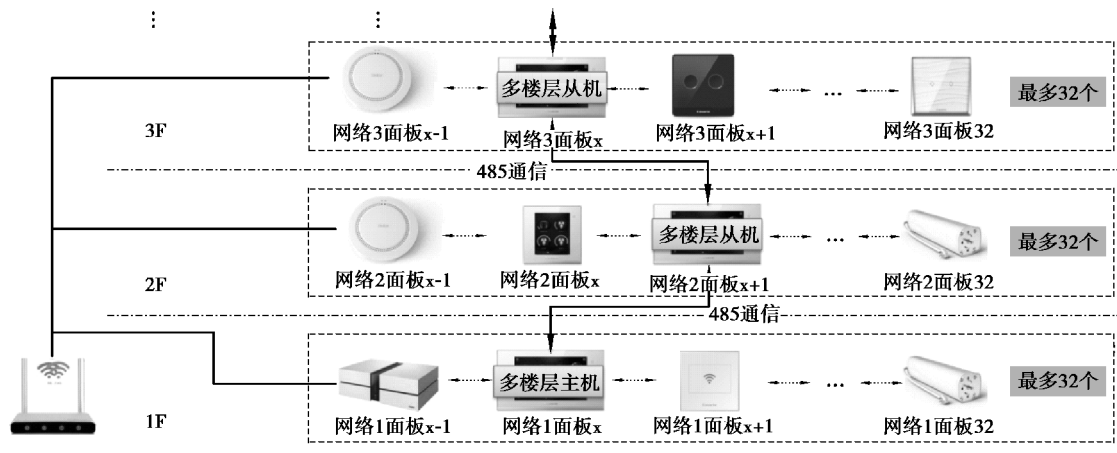 ⋮
⋮
3F
多楼层从机
…
最多32个
网络3面板x-1
网络3面板x
网络3面板x+1
网络3面板32
485通信
2F
多楼层从机
…
最多32个
网络2面板x-1
网络2面板x
网络2面板x+1
网络2面板32
485通信
1F
多楼层主机
…
最多32个
网络1面板x-1
网络1面板x
网络1面板x+1
网络1面板32